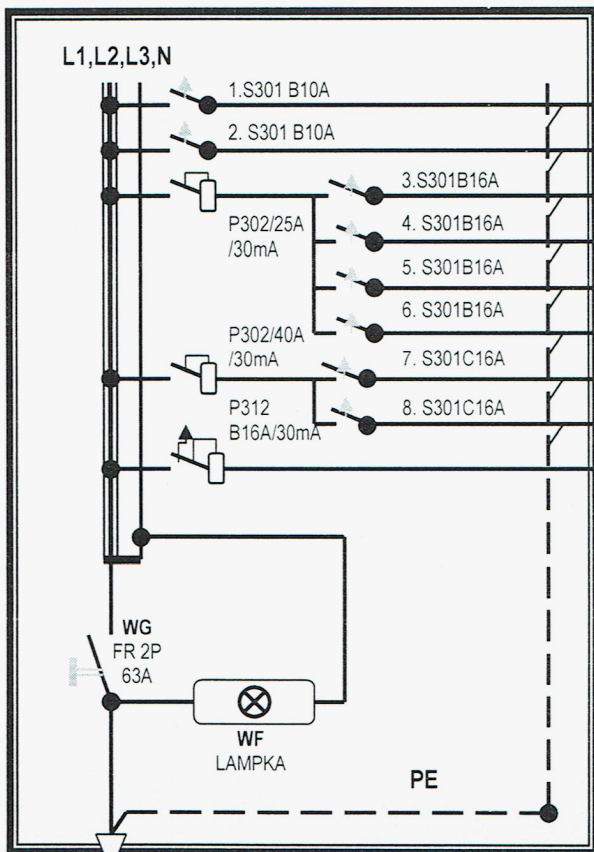 L1,L2,L3,N
1.S301 B10A
2. S301 B10A
3.S301B16A
P302/25A
/30mA
4. S301B16A
5. S301B16A
6. S301B16A
P302/40A
/30mA
7. S301C16A
P312
B16A/30mA
8. S301C16A
WG
FR 2P
63A
WF
LAMPKA
PE